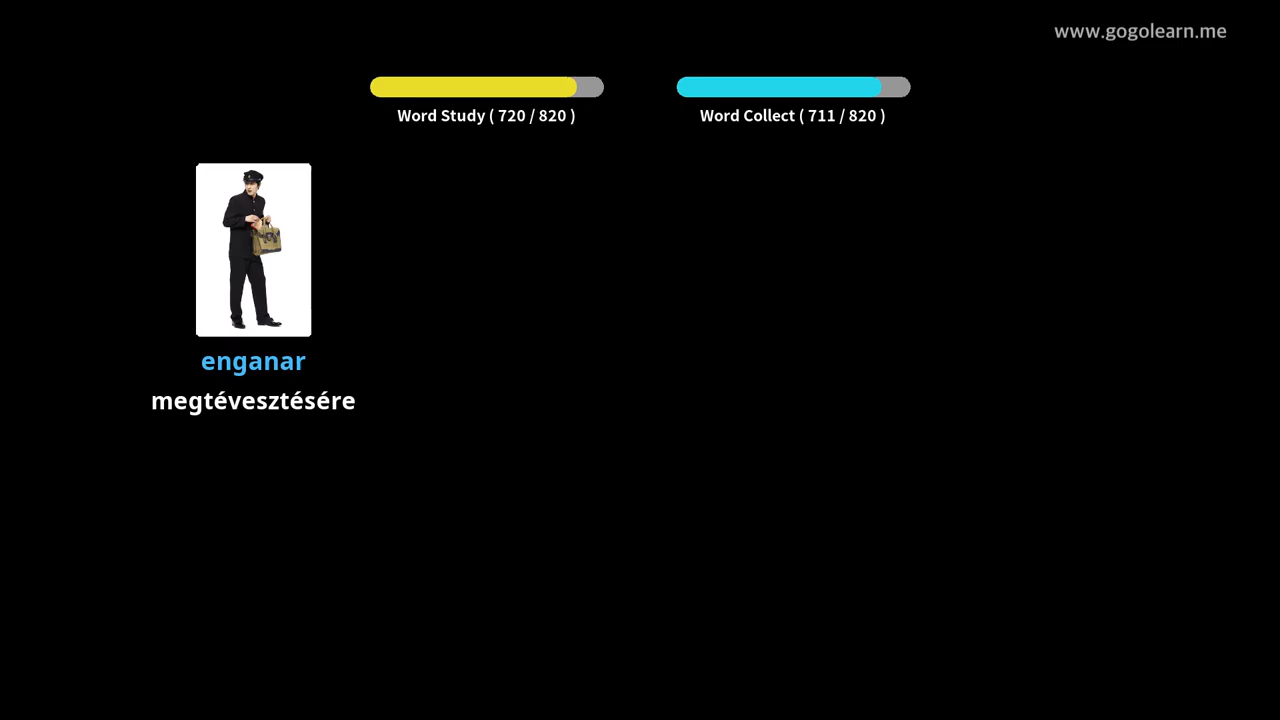 www.gogolearn.me
Word Study ( 720 / 820 )
Word Collect ( 711 / 820 )
enganar
megtévesztésére